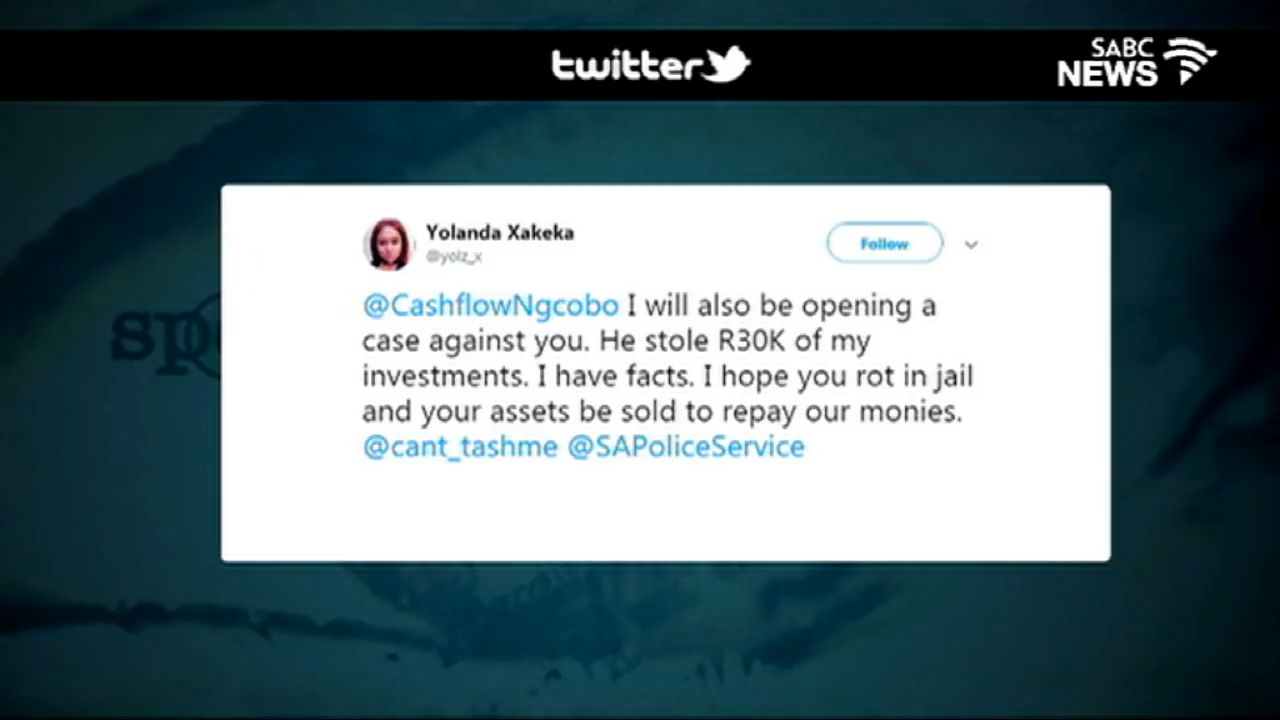 twitter
SABC
NEWS
Yolanda Xakeka
@yolz_x
Follow
@CashflowNgcobo I will also be opening a
case against you. He stole R30K of my
investments. I have facts. I hope you rot in jail
and your assets be sold to repay our monies.
@cant_tashme @SAPoliceService